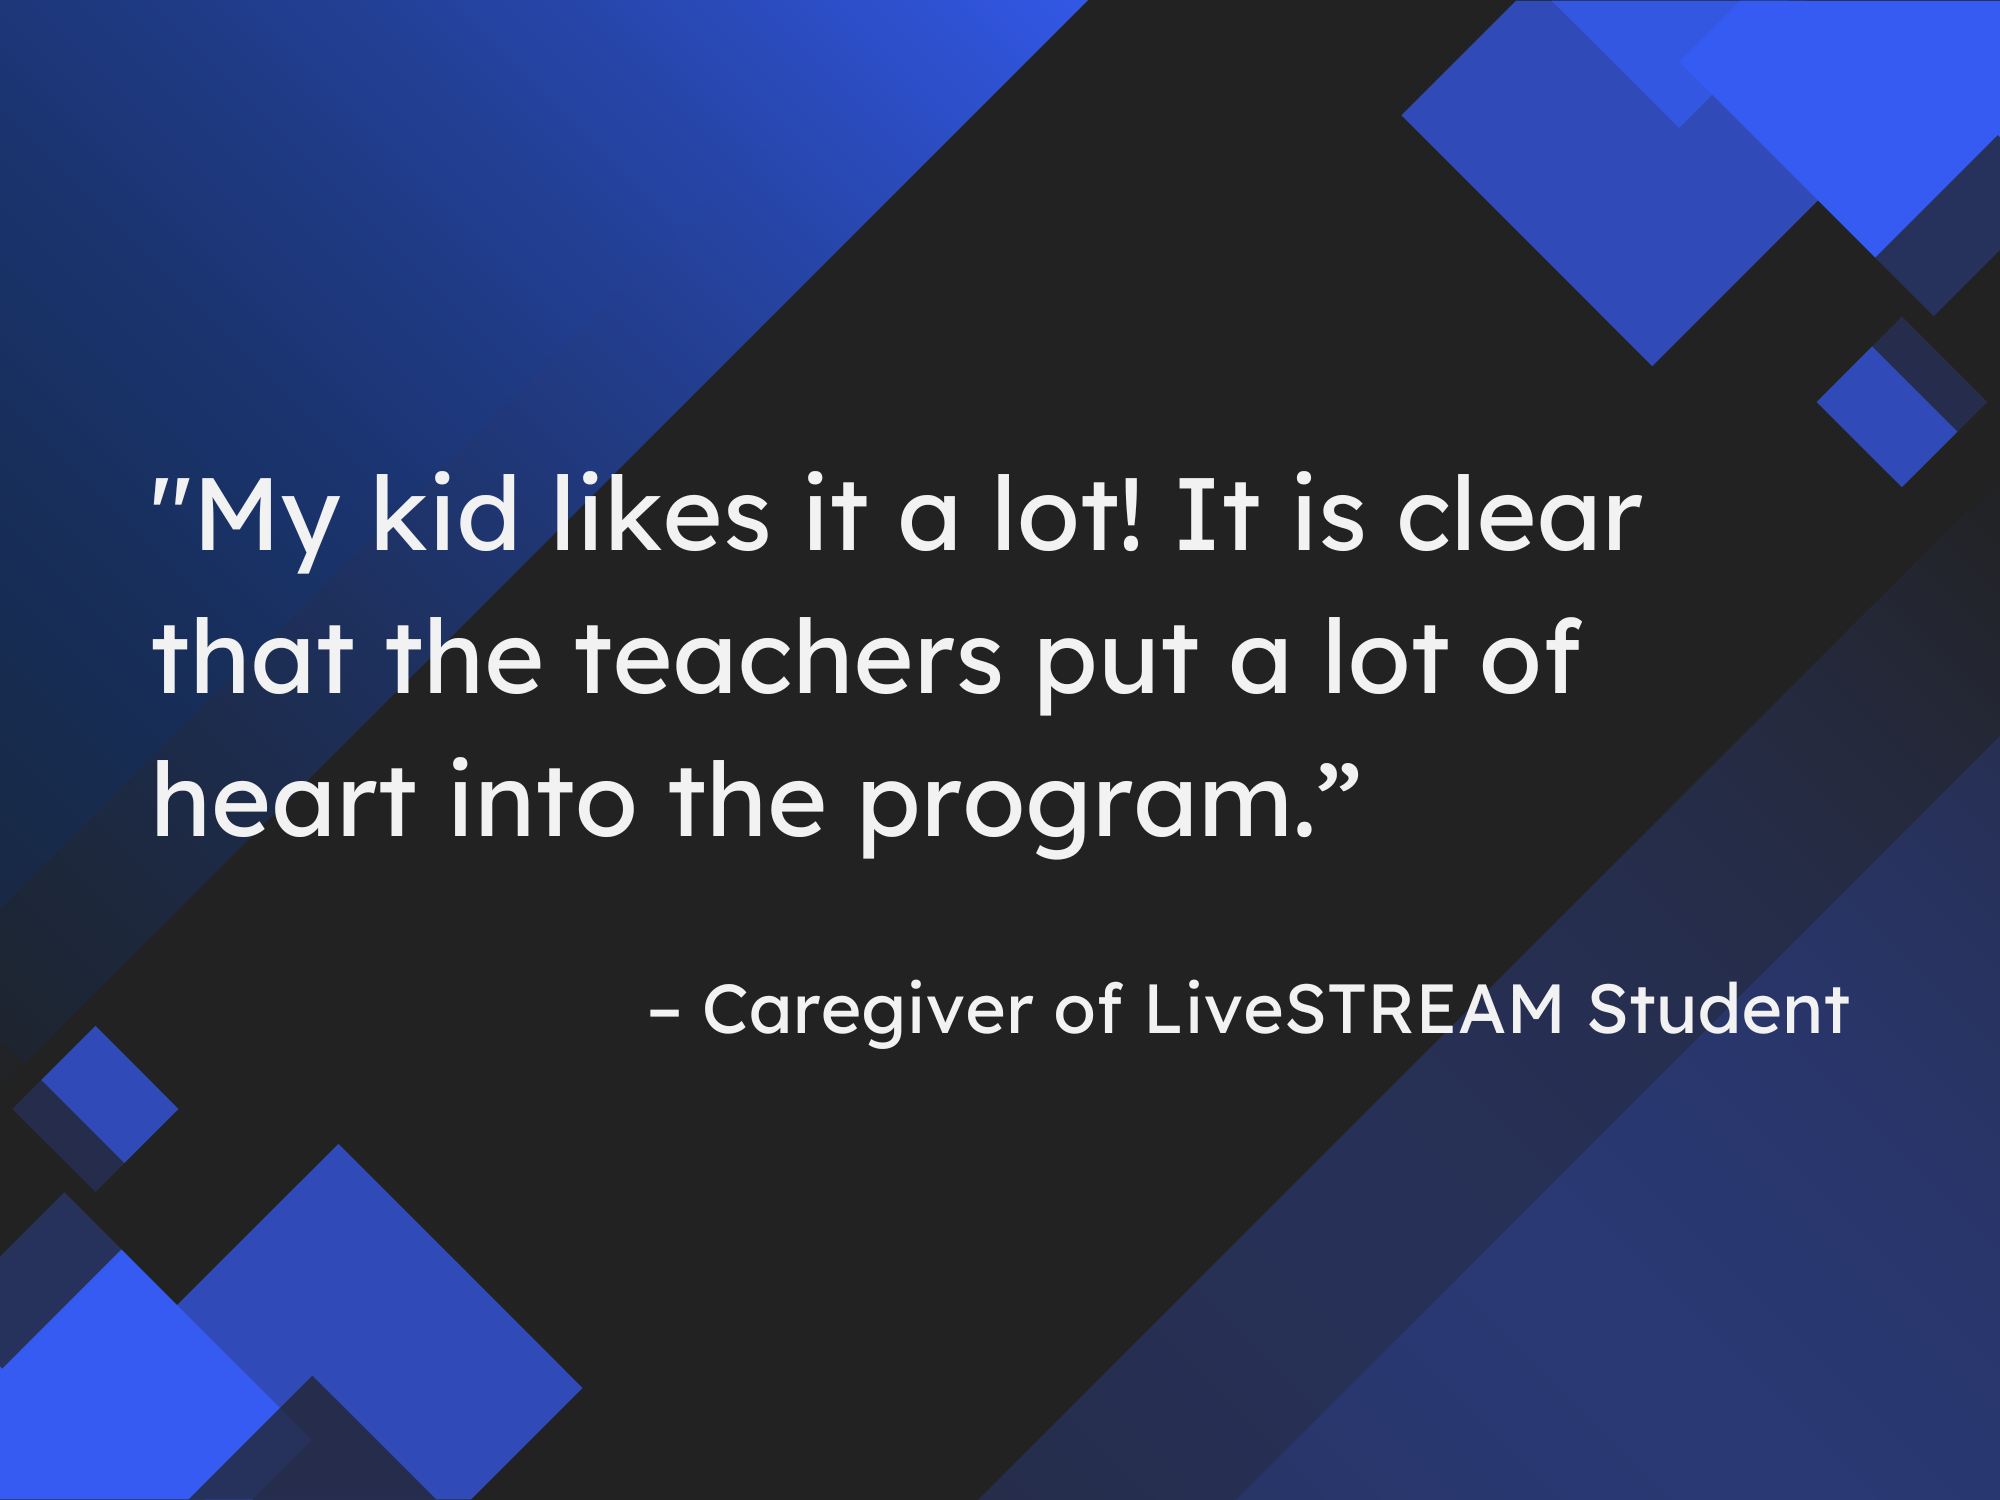 "My kid likes it a lot! It is clear
that the teachers put a lot of
heart into the program.”
– Caregiver of LiveSTREAM Student